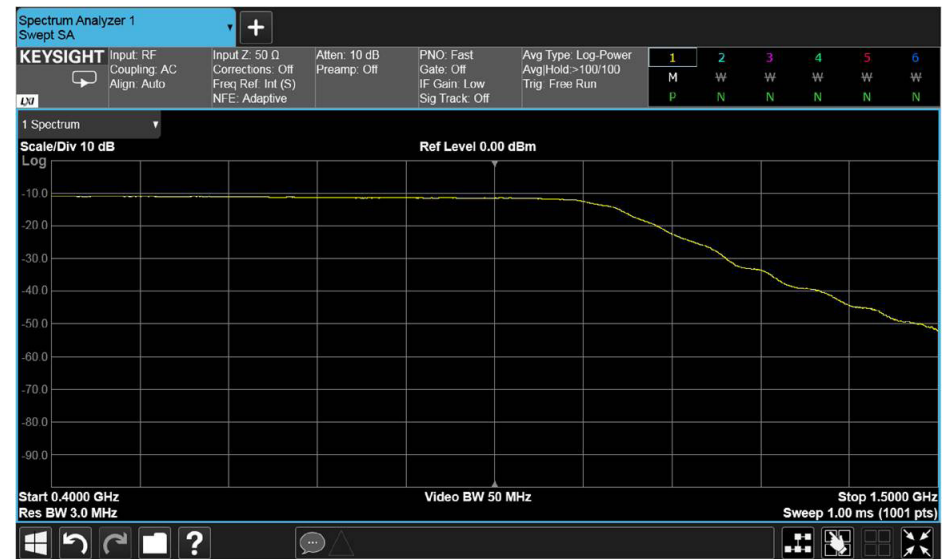 Spectrum Analyzer 1
Swept SA
+
KEYSIGHT
LXI
Input: RF
Coupling: AC
Align: Auto
Input Z: 50 Ω
Corrections: Off
Freq Ref: Int (S)
NFE: Adaptive
Atten: 10 dB
Preamp: Off
PNO: Fast
Gate: Off
IF Gain: Low
Sig Track: Off
Avg Type: Log-Power
Avg|Hold:>100/100
Trig: Free Run
1 2 3 4 5 6
M W W W W W
P N N N N N
1 Spectrum
Scale/Div 10 dB
Ref Level 0.00 dBm
Log
-10.0
-20.0
-30.0
-40.0
-50.0
-60.0
-70.0
-80.0
-90.0
Start 0.4000 GHz
Video BW 50 MHz
Stop 1.5000 GHz
Res BW 3.0 MHz
Sweep 1.00 ms (1001 pts)
?